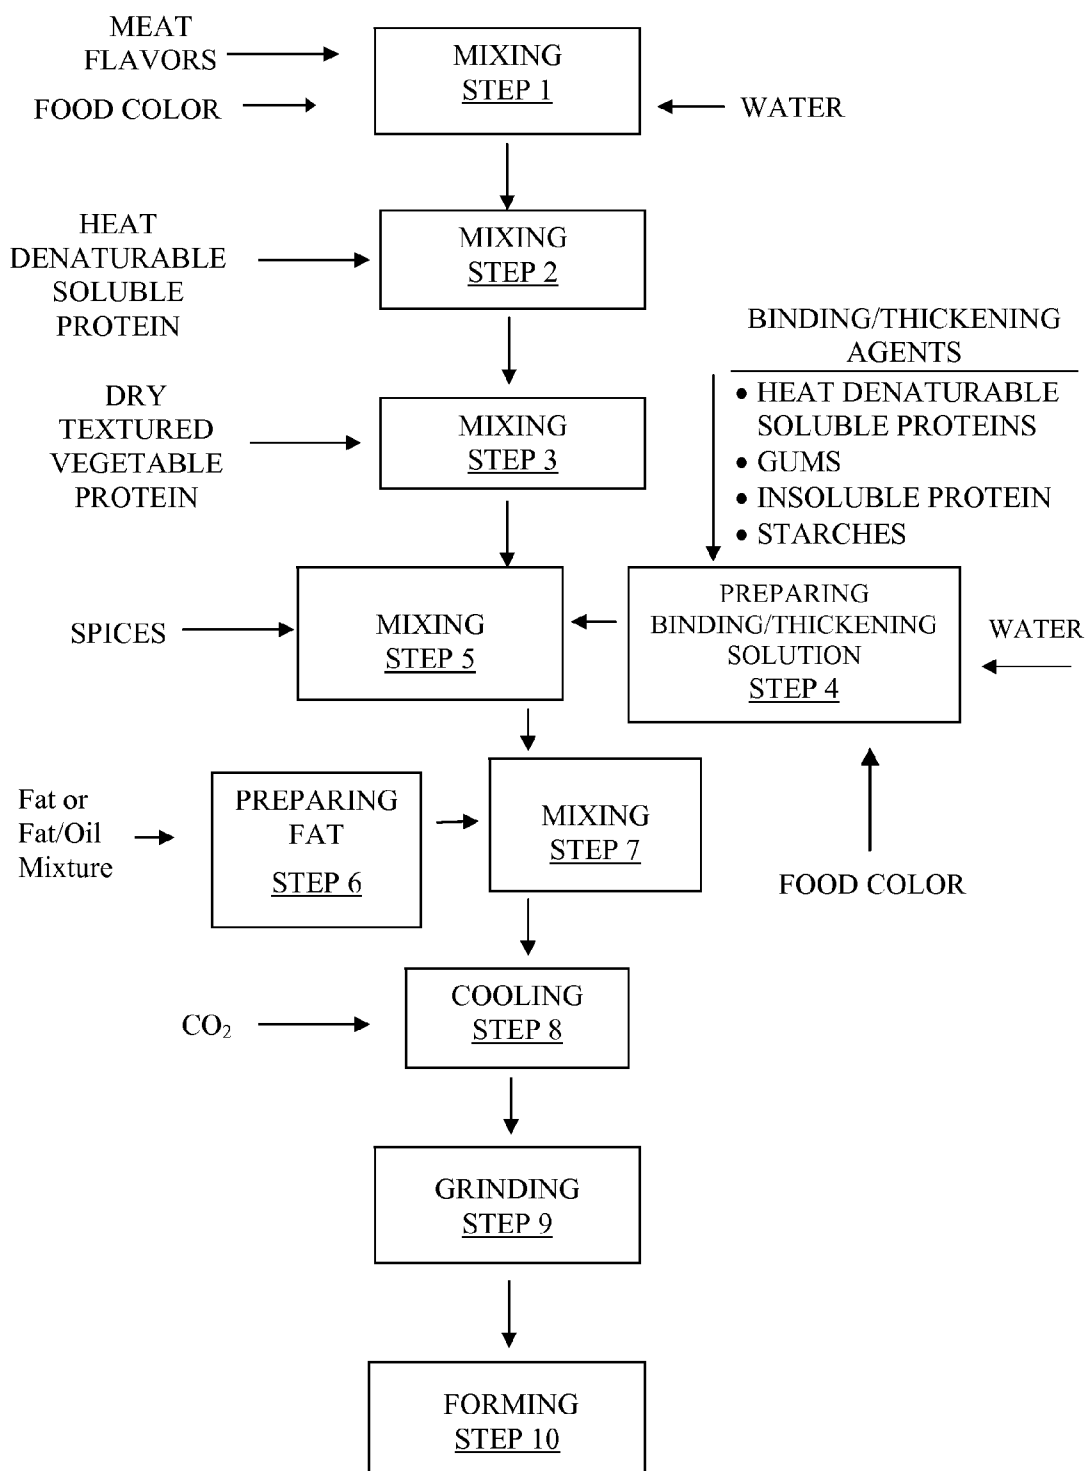 MEAT
FLAVORS
FOOD COLOR
MIXING
STEP 1
WATER
HEAT
DENATURABLE
SOLUBLE
PROTEIN
MIXING
STEP 2
DRY
TEXTURED
VEGETABLE
PROTEIN
MIXING
STEP 3
BINDING/THICKENING
AGENTS
• HEAT DENATURABLE
SOLUBLE PROTEINS
• GUMS
• INSOLUBLE PROTEIN
• STARCHES
SPICES
MIXING
STEP 5
PREPARING
BINDING/THICKENING
SOLUTION
STEP 4
WATER
Fat or
Fat/Oil
Mixture
PREPARING
FAT
STEP 6
MIXING
STEP 7
FOOD COLOR
CO₂
COOLING
STEP 8
GRINDING
STEP 9
FORMING
STEP 10